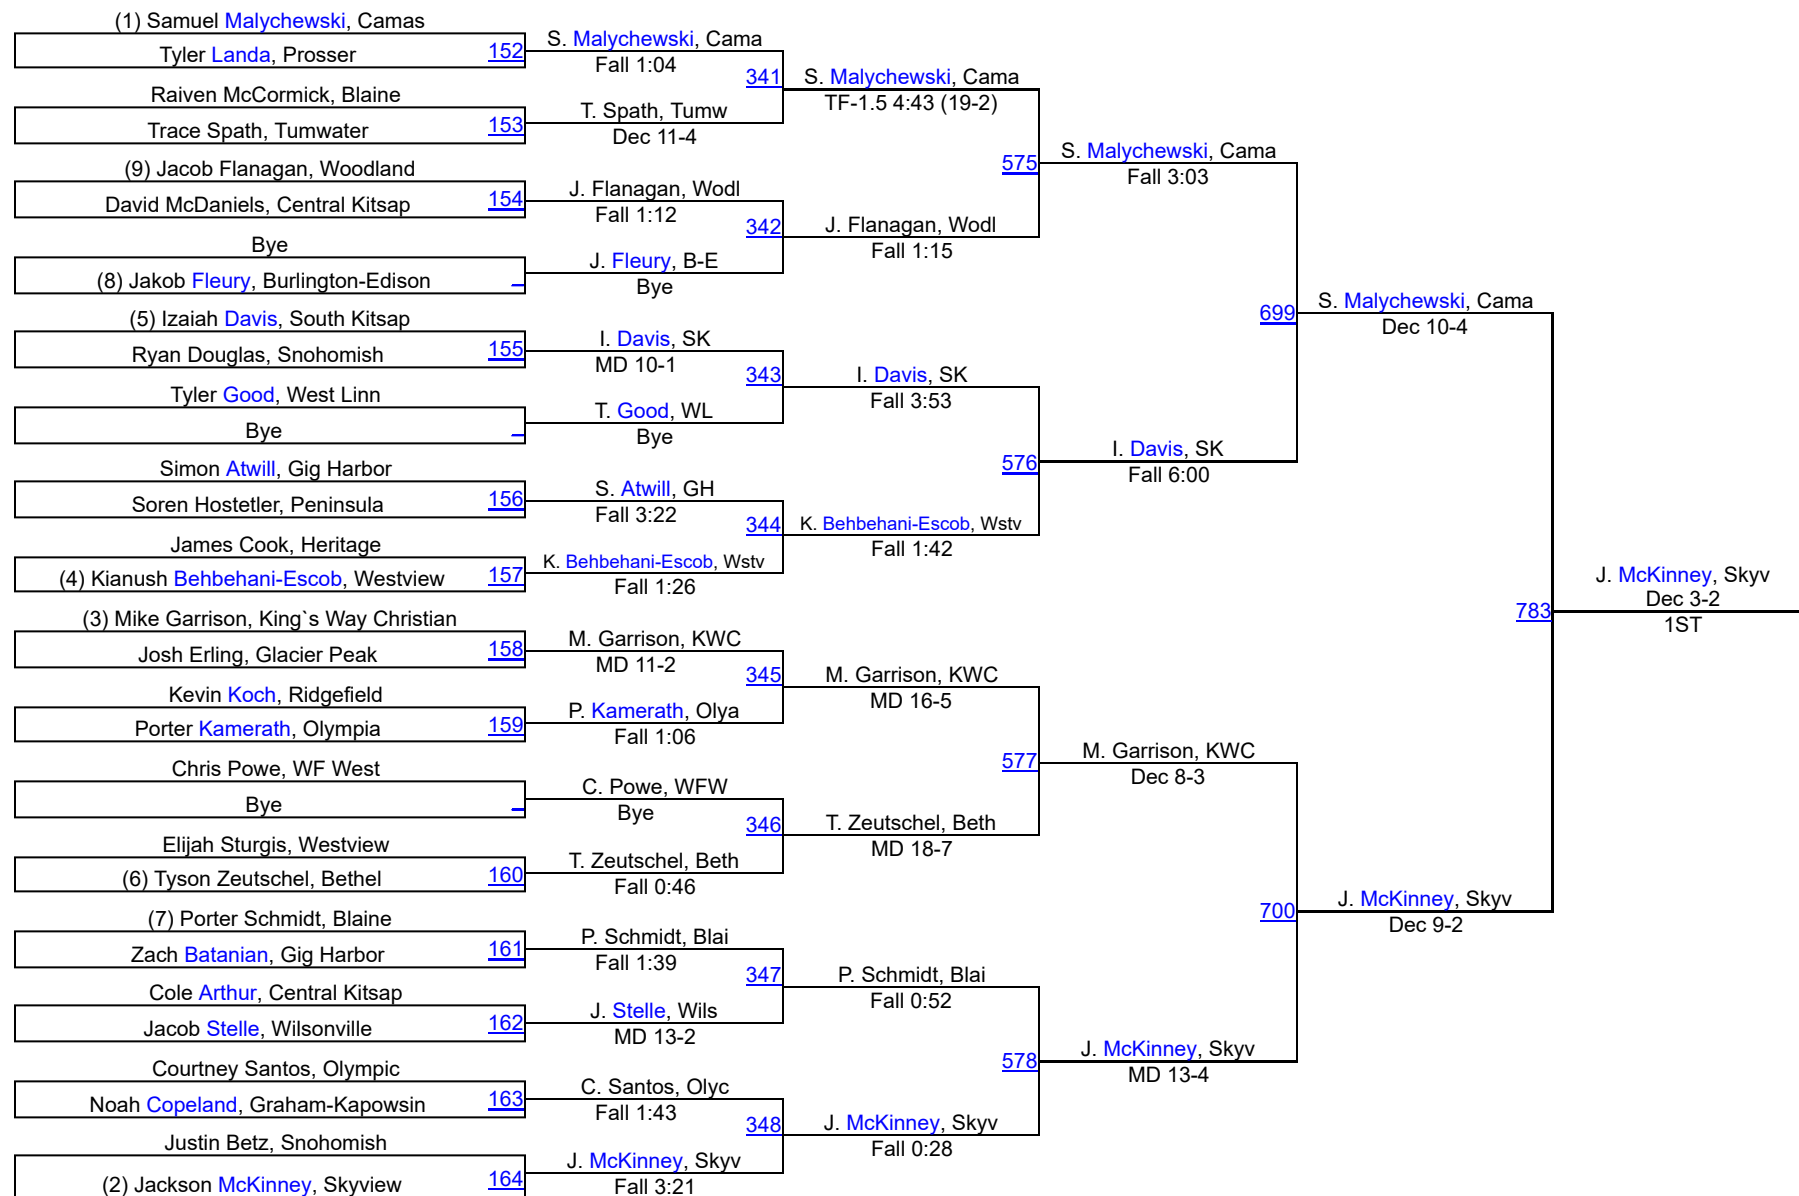 (1) Samuel Malychewski, Camas
Tyler Landa, Prosser
152
Raiven McCormick, Blaine
Trace Spath, Tumwater
153
(9) Jacob Flanagan, Woodland
David McDaniels, Central Kitsap
154
Bye
(8) Jakob Fleury, Burlington-Edison
(5) Izaiah Davis, South Kitsap
Ryan Douglas, Snohomish
155
Tyler Good, West Linn
Bye
Simon Atwill, Gig Harbor
Soren Hostetler, Peninsula
156
James Cook, Heritage
(4) Kianush Behbehani-Escob, Westview
157
(3) Mike Garrison, King`s Way Christian
Josh Erling, Glacier Peak
158
Kevin Koch, Ridgefield
Porter Kamerath, Olympia
159
Chris Powe, WF West
Bye
Elijah Sturgis, Westview
(6) Tyson Zeutschel, Bethel
160
(7) Porter Schmidt, Blaine
Zach Batanian, Gig Harbor
161
Cole Arthur, Central Kitsap
Jacob Stelle, Wilsonville
162
Courtney Santos, Olympic
Noah Copeland, Graham-Kapowsin
163
Justin Betz, Snohomish
(2) Jackson McKinney, Skyview
164
S. Malychewski, Cama
Fall 1:04
341
T. Spath, Tumw
Dec 11-4
J. Flanagan, Wodl
Fall 1:12
342
J. Fleury, B-E
Bye
I. Davis, SK
MD 10-1
343
T. Good, WL
Bye
S. Atwill, GH
Fall 3:22
344
K. Behbehani-Escob, Wstv
Fall 1:26
M. Garrison, KWC
MD 11-2
345
P. Kamerath, Olya
Fall 1:06
C. Powe, WFW
Bye
346
T. Zeutschel, Beth
Fall 0:46
P. Schmidt, Blai
Fall 1:39
347
J. Stelle, Wils
MD 13-2
C. Santos, Olyc
Fall 1:43
348
J. McKinney, Skyv
Fall 3:21
S. Malychewski, Cama
TF-1.5 4:43 (19-2)
575
J. Flanagan, Wodl
Fall 1:15
I. Davis, SK
Fall 3:53
576
K. Behbehani-Escob, Wstv
Fall 1:42
M. Garrison, KWC
MD 16-5
577
T. Zeutschel, Beth
MD 18-7
P. Schmidt, Blai
Fall 0:52
578
J. McKinney, Skyv
Fall 0:28
S. Malychewski, Cama
Fall 3:03
699
I. Davis, SK
Fall 6:00
M. Garrison, KWC
Dec 8-3
700
J. McKinney, Skyv
MD 13-4
S. Malychewski, Cama
Dec 10-4
783
J. McKinney, Skyv
Dec 9-2
J. McKinney, Skyv
Dec 3-2
1ST